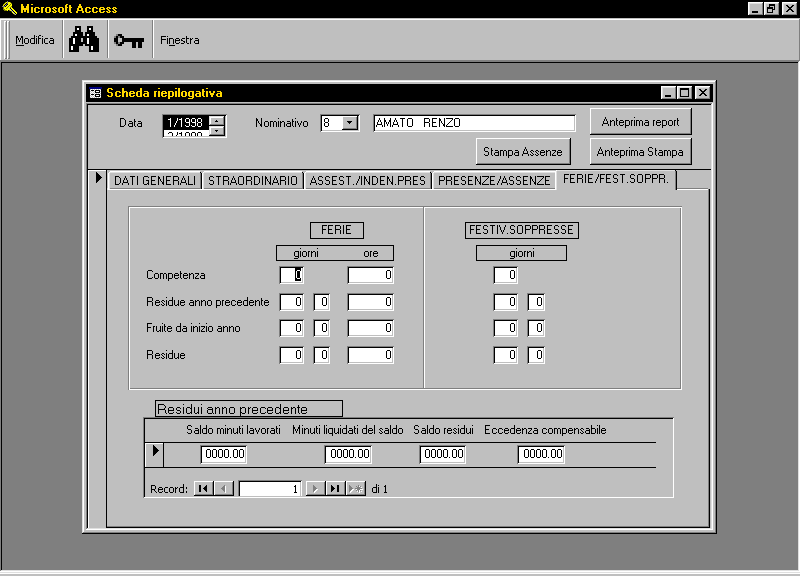 Microsoft Access
Modifica Finestra
Scheda riepilogativa
Data 1/1998 Nominativo 8 AMATO RENZO Anteprima report
Stampa Assenze Anteprima Stampa
DATI GENERALI STRAORDINARIO ASSEST./INDEN.PRES PRESENZE/ASSENZE FERIE/FEST.SOPPR.
FERIE FESTIV.SOPPRESSE
giorni ore giorni
Competenza 0 0 0
Residue anno precedente 0 0 0 0 0
Fruite da inizio anno 0 0 0 0 0
Residue 0 0 0 0 0
Residui anno precedente
Saldo minuti lavorati Minuti liquidati del saldo Saldo residui Eccedenza compensabile
0000.00 0000.00 0000.00 0000.00
Record: 1 di 1